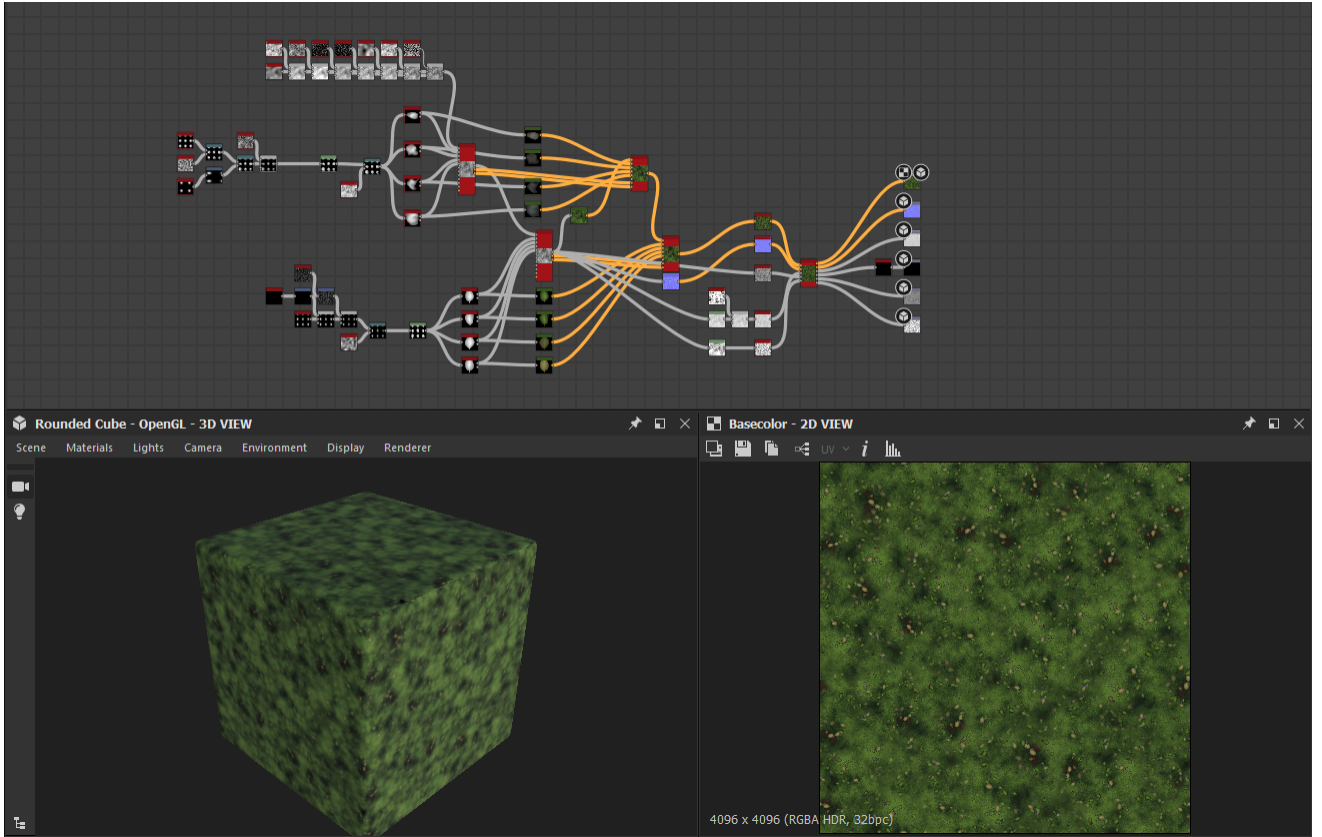 Rounded Cube - OpenGL - 3D VIEW
Scene Materials Lights Camera Environment Display Renderer
Basecolor - 2D VIEW
UV
i
4096 x 4096 (RGBA HDR, 32bpc)